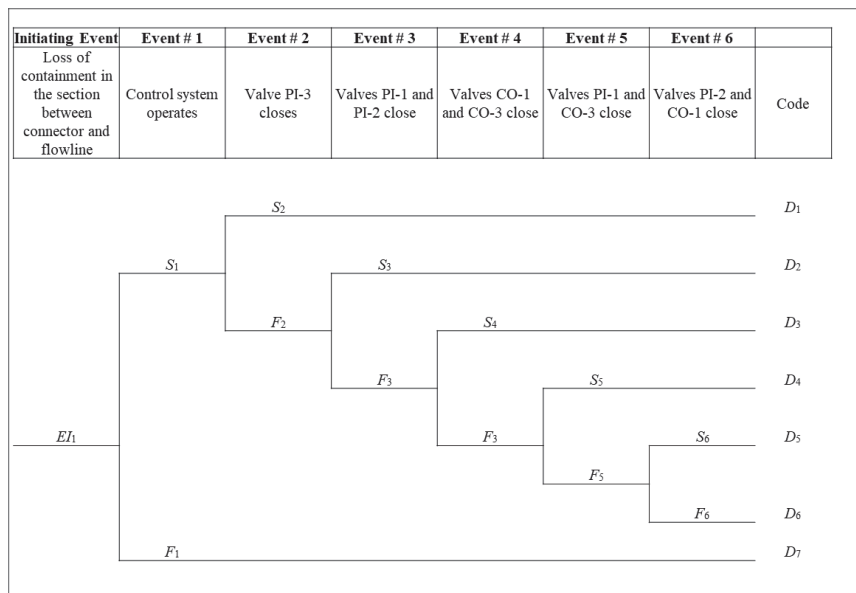 Initiating Event Event # 1 Event # 2 Event # 3 Event # 4 Event # 5 Event # 6
Loss of
containment in
the section
between
connector and
flowline
Control system
operates
Valve PI-3
closes
Valves PI-1 and
PI-2 close
Valves CO-1
and CO-3 close
Valves PI-1 and
CO-3 close
Valves PI-2 and
CO-1 close
Code
S2 D1
S1 S3 D2
F2 S4 D3
F3 S5 D4
EI1 F3 S6 D5
F5
F6 D6
F1 D7